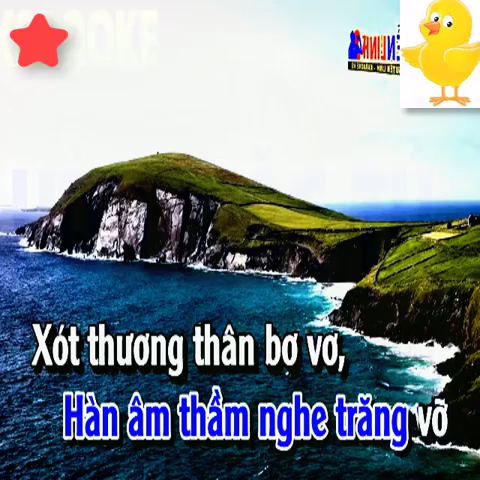 Xót thương thân bơ vơ,
Hàn âm thầm nghe trăng vỡ